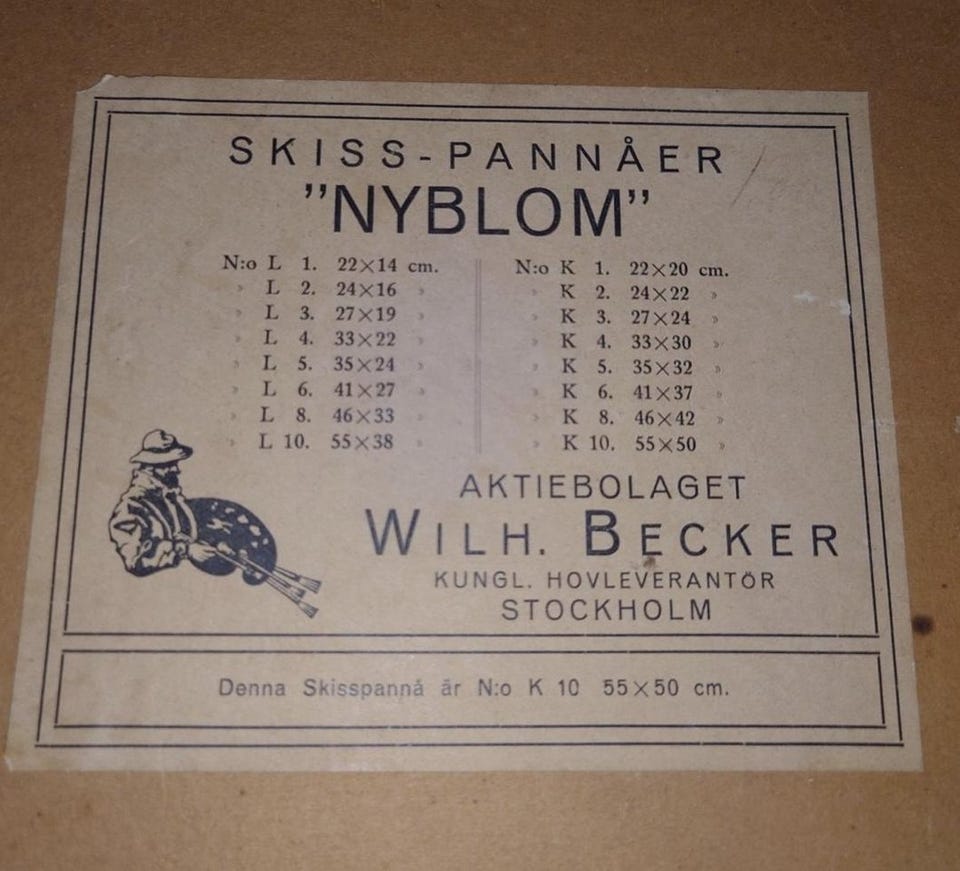 SKISS-PANNÅER
"NYBLOM"
N:o L 1. 22×14 cm.
» L 2. 24×16 »
» L 3. 27×19 »
» L 4. 33×22 »
» L 5. 35×24 »
» L 6. 41×27 »
» L 8. 46×33 »
» L 10. 55×38 »
N:o K 1. 22×20 cm.
» K 2. 24×22 »
» K 3. 27×24 »
» K 4. 33×30 »
» K 5. 35×32 »
» K 6. 41×37 »
» K 8. 46×42 »
» K 10. 55×50 »
AKTIEBOLAGET
WILH. BECKER
KUNGL. HOVLEVERANTÖR
STOCKHOLM
Denna Skisspannå är N:o K 10 55×50 cm.